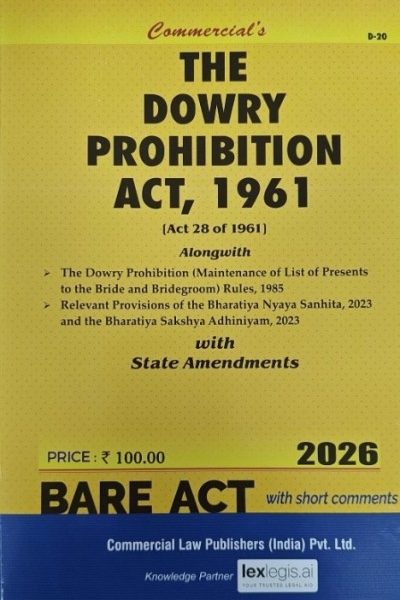 Commercial's
D-20
THE
DOWRY
PROHIBITION
ACT, 1961
[Act 28 of 1961]
Alongwith
➢ The Dowry Prohibition (Maintenance of List of Presents
to the Bride and Bridegroom) Rules, 1985
➢ Relevant Provisions of the Bharatiya Nyaya Sanhita, 2023
and the Bharatiya Sakshya Adhiniyam, 2023
with
State Amendments
PRICE : ₹ 100.00
2026
BARE ACT with short comments
Commercial Law Publishers (India) Pvt. Ltd.
Knowledge Partner lexlegis.ai
YOUR TRUSTED LEGAL AID